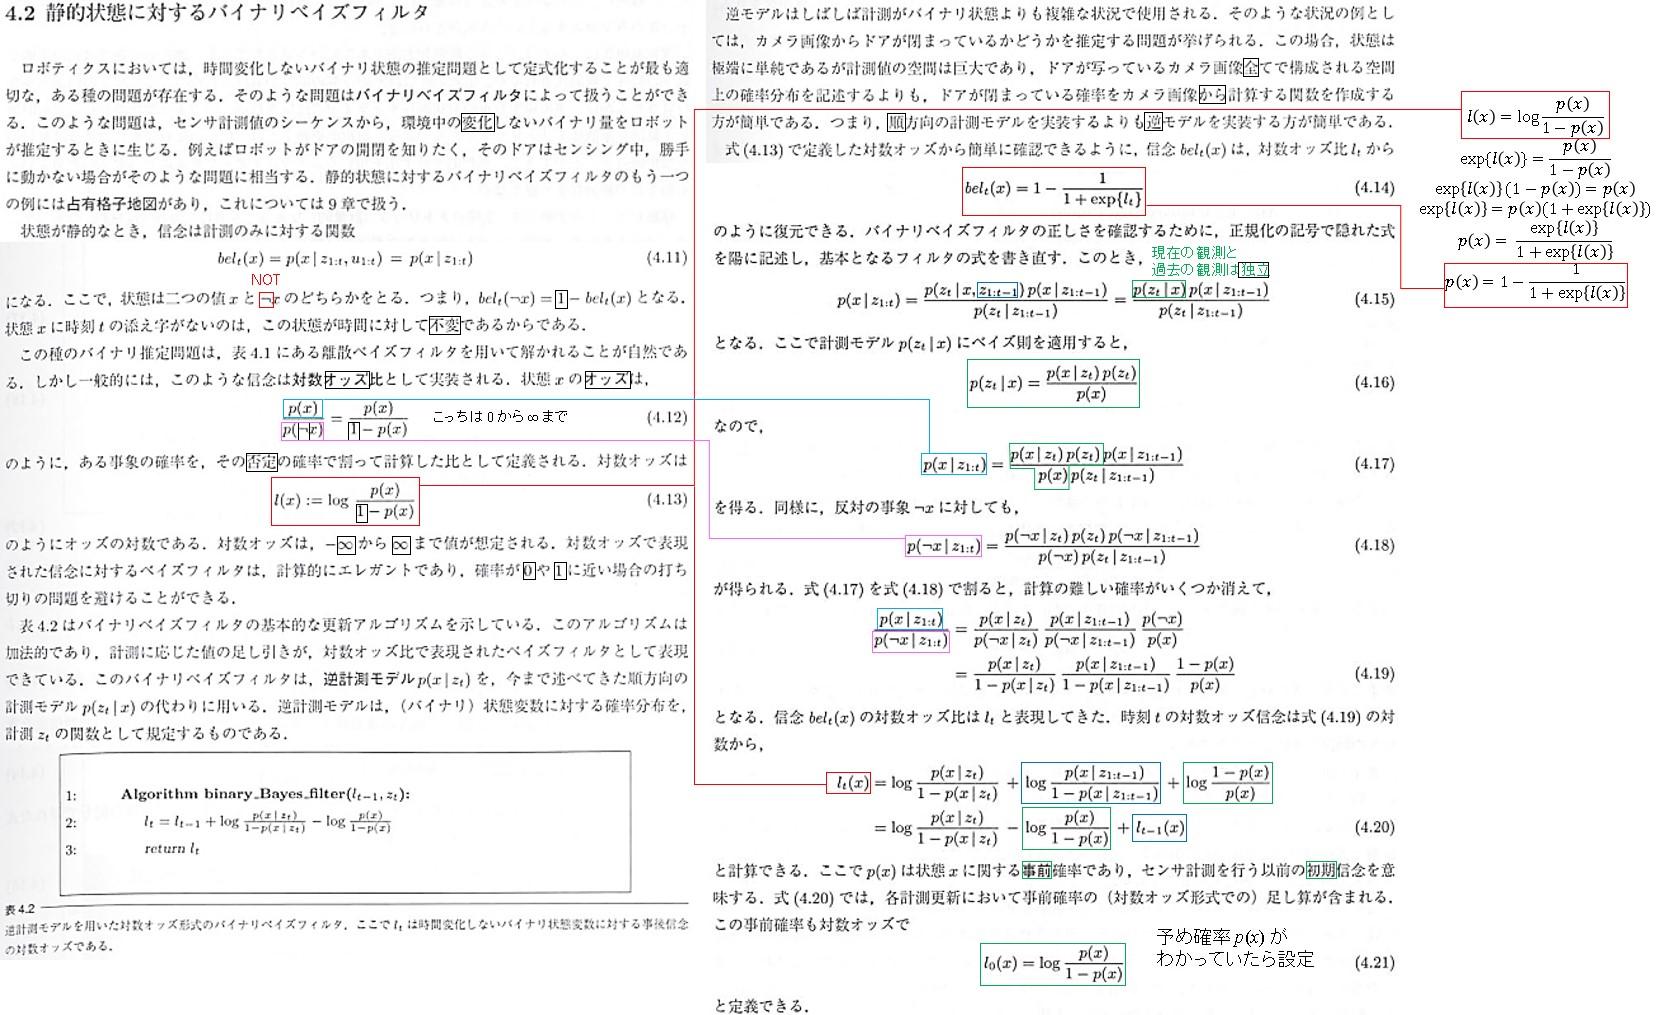 4.2 静的状態に対するバイナリベイズフィルタ
ロボティクスにおいては，時間変化しないバイナリ状態の推定問題として定式化することが最も適
切な，ある種の問題が存在する．そのような問題はバイナリベイズフィルタによって扱うことができ
る．このような問題は，センサ計測値のシーケンスから，環境中の変化しないバイナリ量をロボット
が推定するときに生じる．例えばロボットがドアの開閉を知りたく，そのドアはセンシング中，勝手
に動かない場合がそのような問題に相当する．静的状態に対するバイナリベイズフィルタのもう一つ
の例には占有格子地図があり，これについては 9 章で扱う．
状態が静的なとき，信念は計測のみに対する関数
bel_t(x) = p(x | z_{1:t}, u_{1:t}) = p(x | z_{1:t}) (4.11)
NOT
になる．ここで，状態は二つの値 x と ¬x のどちらかをとる．つまり，bel_t(¬x) = 1 − bel_t(x) となる．
状態 x に時刻 t の添え字がないのは，この状態が時間に対して不変であるからである．
この種のバイナリ推定問題は，表 4.1 にある離散ベイズフィルタを用いて解かれることが自然であ
る．しかし一般的には，このような信念は対数オッズ比として実装される．状態 x のオッズは，
p(x) / p(¬x) = p(x) / (1 − p(x)) こっちは 0 から ∞ まで (4.12)
のように，ある事象の確率を，その否定の確率で割って計算した比として定義される．対数オッズは
l(x) := log p(x) / (1 − p(x)) (4.13)
のようにオッズの対数である．対数オッズは，−∞ から ∞ まで値が想定される．対数オッズで表現
された信念に対するベイズフィルタは，計算的にエレガントであり，確率が 0 や 1 に近い場合の打ち
切りの問題を避けることができる．
表 4.2 はバイナリベイズフィルタの基本的な更新アルゴリズムを示している．このアルゴリズムは
加法的であり，計測に応じた値の足し引きが，対数オッズ比で表現されたベイズフィルタとして表現
できている．このバイナリベイズフィルタは，逆計測モデル p(x | z_t) を，今まで述べてきた順方向の
計測モデル p(z_t | x) の代わりに用いる．逆計測モデルは，（バイナリ）状態変数に対する確率分布を，
計測 z_t の関数として規定するものである．
1: Algorithm binary_Bayes_filter(l_{t−1}, z_t):
2: l_t = l_{t−1} + log p(x | z_t) / (1−p(x | z_t)) − log p(x) / (1−p(x))
3: return l_t
表 4.2
逆計測モデルを用いた対数オッズ形式のバイナリベイズフィルタ．ここで l_t は時間変化しないバイナリ状態変数に対する事後信念
の対数オッズである．
逆モデルはしばしば計測がバイナリ状態よりも複雑な状況で使用される．そのような状況の例とし
ては，カメラ画像からドアが閉まっているかどうかを推定する問題が挙げられる．この場合，状態は
極端に単純であるが計測値の空間は巨大であり，ドアが写っているカメラ画像全てで構成される空間
上の確率分布を記述するよりも，ドアが閉まっている確率をカメラ画像から計算する関数を作成する
方が簡単である．つまり，順方向の計測モデルを実装するよりも逆モデルを実装する方が簡単である．
式 (4.13) で定義した対数オッズから簡単に確認できるように，信念 bel_t(x) は，対数オッズ比 l_t から
bel_t(x) = 1 − 1 / (1 + exp{l_t}) (4.14)
のように復元できる．バイナリベイズフィルタの正しさを確認するために，正規化の記号で隠れた式
を陽に記述し，基本となるフィルタの式を書き直す．このとき，
現在の観測と
過去の観測は独立
p(x | z_{1:t}) = p(z_t | x, z_{1:t−1}) p(x | z_{1:t−1}) / p(z_t | z_{1:t−1}) = p(z_t | x) p(x | z_{1:t−1}) / p(z_t | z_{1:t−1}) (4.15)
となる．ここで計測モデル p(z_t | x) にベイズ則を適用すると，
p(z_t | x) = p(x | z_t) p(z_t) / p(x) (4.16)
なので，
p(x | z_{1:t}) = p(x | z_t) p(z_t) p(x | z_{1:t−1}) / p(x) p(z_t | z_{1:t−1}) (4.17)
を得る．同様に，反対の事象 ¬x に対しても，
p(¬x | z_{1:t}) = p(¬x | z_t) p(z_t) p(¬x | z_{1:t−1}) / p(¬x) p(z_t | z_{1:t−1}) (4.18)
が得られる．式 (4.17) を式 (4.18) で割ると，計算の難しい確率がいくつか消えて，
p(x | z_{1:t}) / p(¬x | z_{1:t}) = p(x | z_t) / p(¬x | z_t) p(x | z_{1:t−1}) / p(¬x | z_{1:t−1}) p(¬x) / p(x)
= p(x | z_t) / (1 − p(x | z_t)) p(x | z_{1:t−1}) / (1 − p(x | z_{1:t−1})) (1 − p(x)) / p(x) (4.19)
となる．信念 bel_t(x) の対数オッズ比は l_t と表現してきた．時刻 t の対数オッズ信念は式 (4.19) の対
数から，
l_t(x) = log p(x | z_t) / (1 − p(x | z_t)) + log p(x | z_{1:t−1}) / (1 − p(x | z_{1:t−1})) + log (1 − p(x)) / p(x)
= log p(x | z_t) / (1 − p(x | z_t)) − log p(x) / (1 − p(x)) + l_{t−1}(x) (4.20)
と計算できる．ここで p(x) は状態 x に関する事前確率であり，センサ計測を行う以前の初期信念を意
味する．式 (4.20) では，各計測更新において事前確率の（対数オッズ形式での）足し算が含まれる．
この事前確率も対数オッズで
l_0(x) = log p(x) / (1 − p(x)) (4.21)
予め確率 p(x) が
わかっていたら設定
と定義できる．
l(x) = log p(x) / (1 − p(x))
exp{l(x)} = p(x) / (1 − p(x))
exp{l(x)}(1 − p(x)) = p(x)
exp{l(x)} = p(x)(1 + exp{l(x)})
p(x) = exp{l(x)} / (1 + exp{l(x)})
p(x) = 1 − 1 / (1 + exp{l(x)})